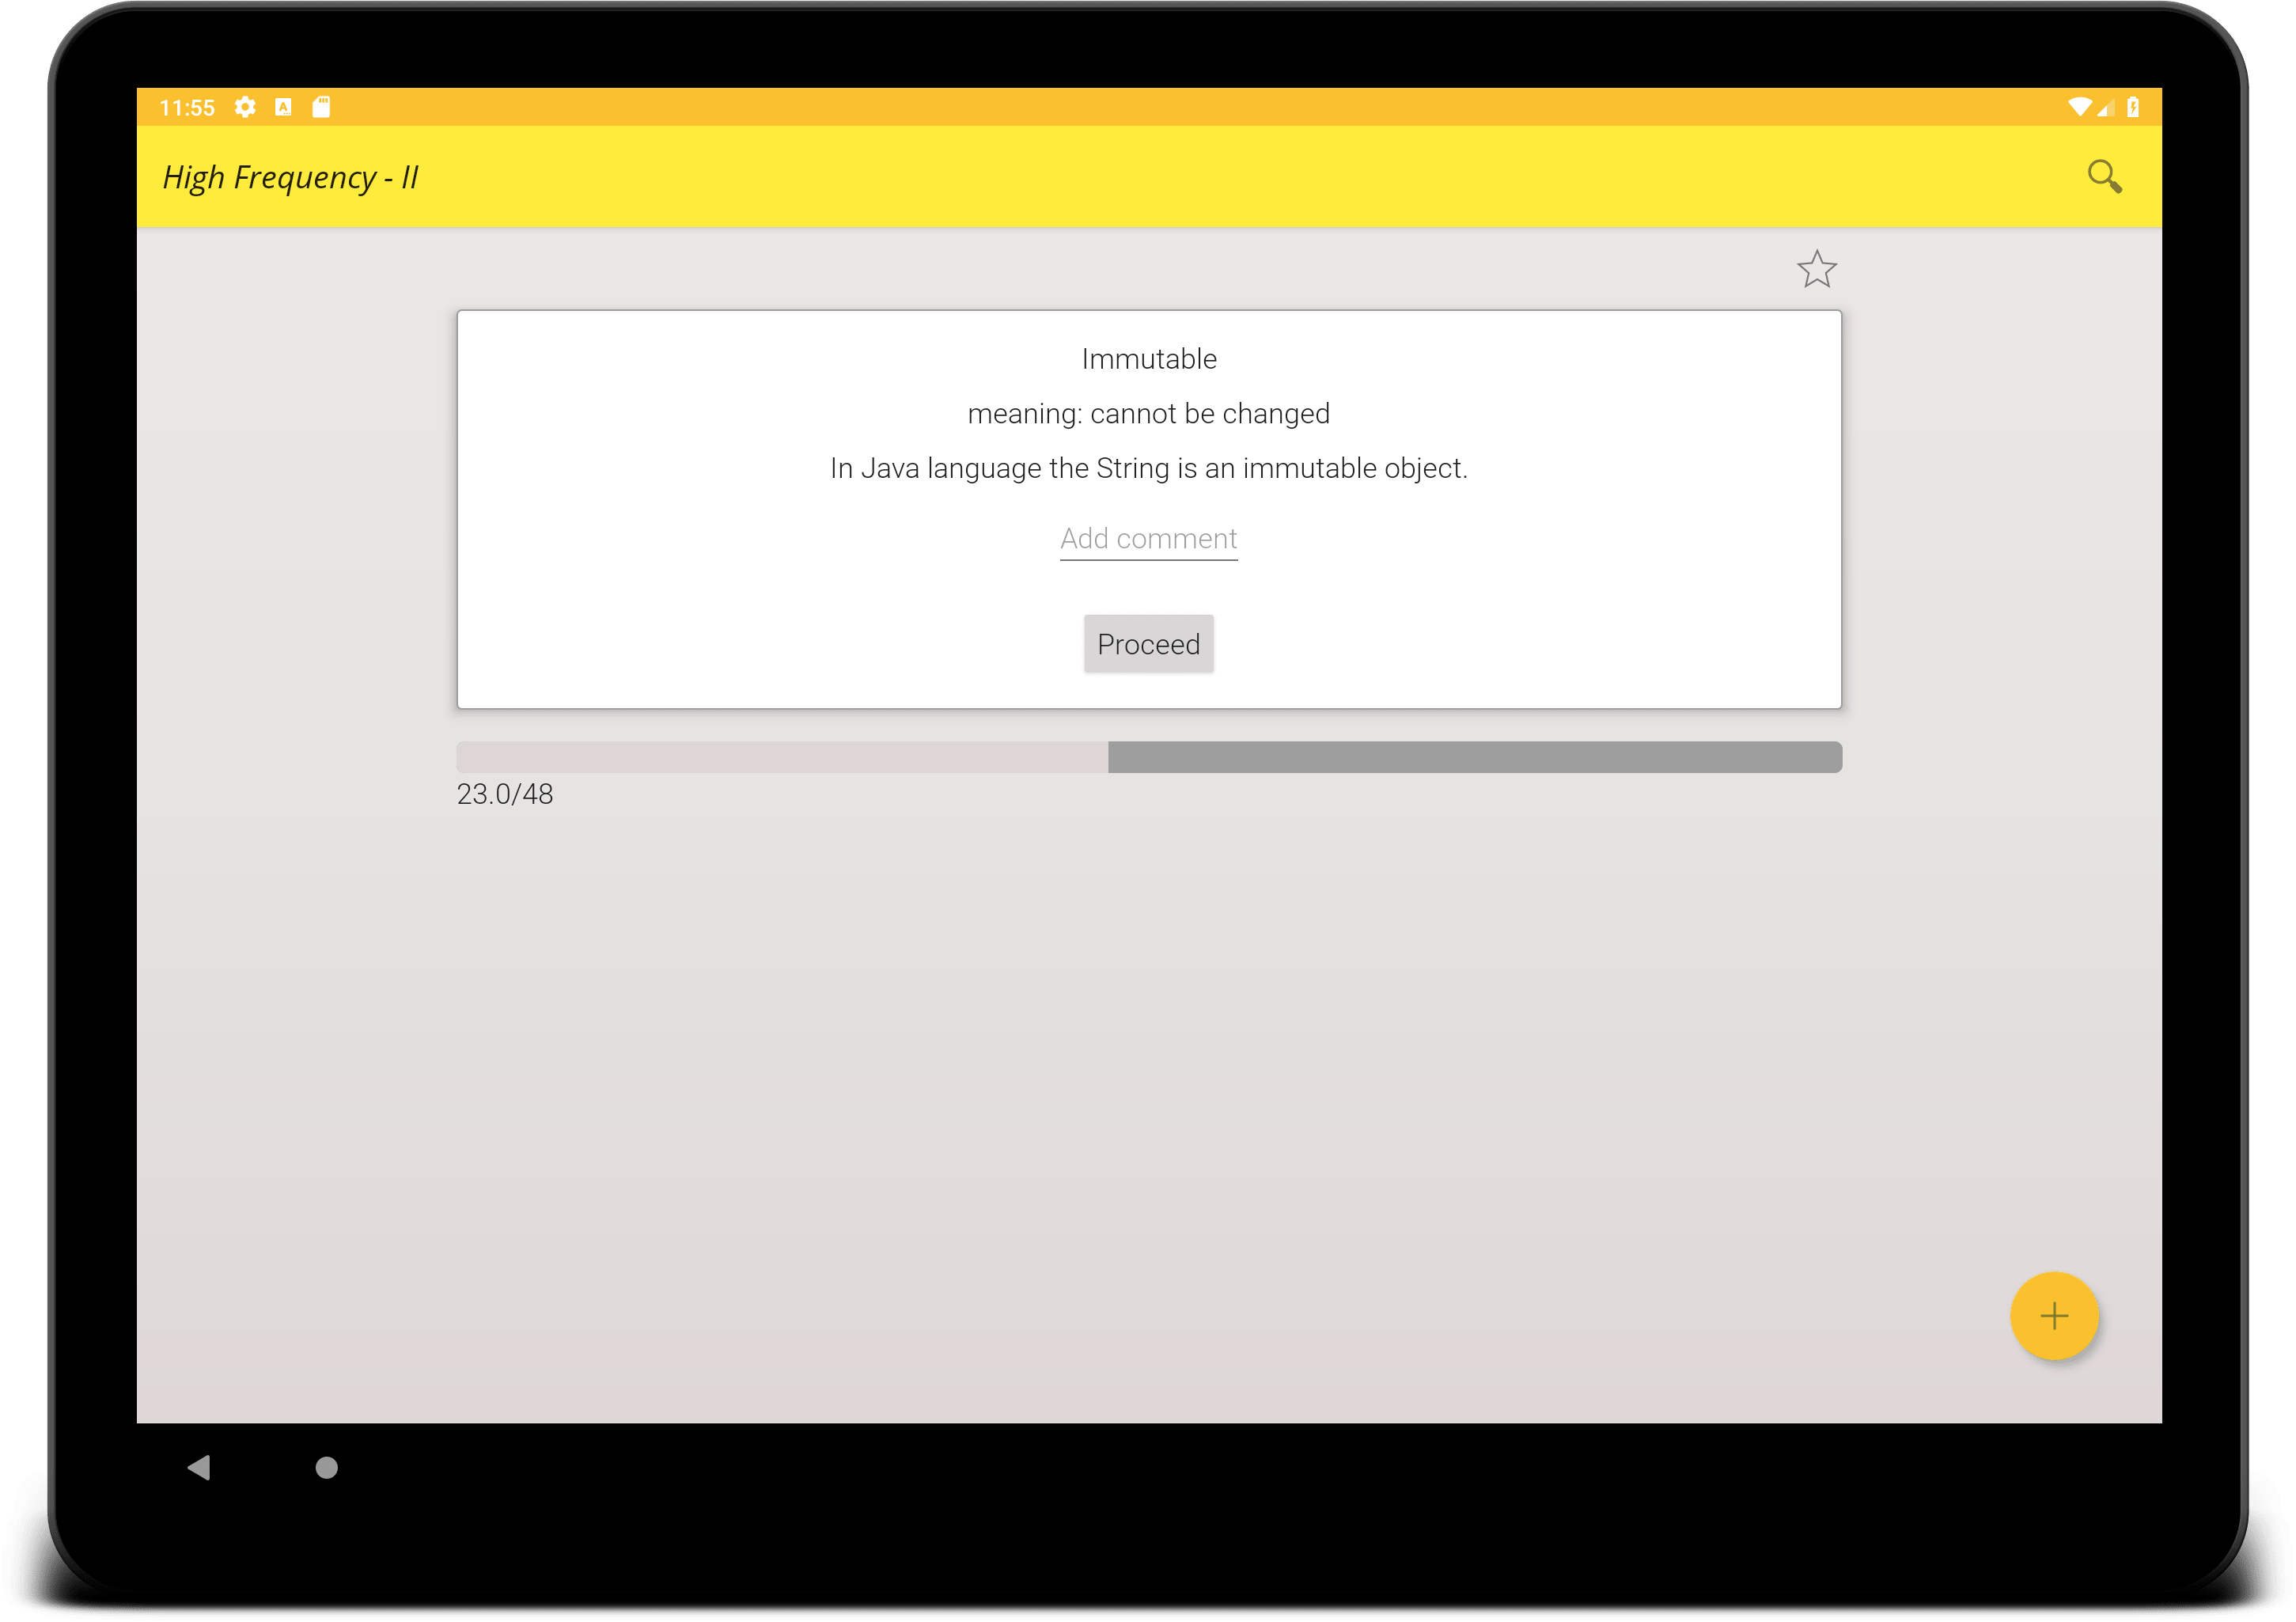 11:55
High Frequency - II
Immutable
meaning: cannot be changed
In Java language the String is an immutable object.
Add comment
Proceed
23.0/48